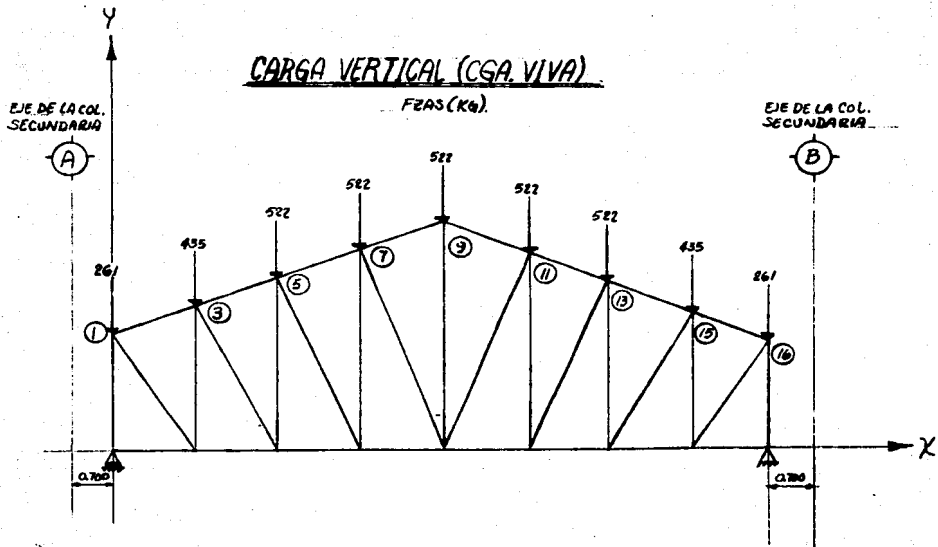 Y
CARGA VERTICAL (CGA. VIVA)
FZAS (KG).
EJE DE LA COL.
SECUNDARIA
EJE DE LA COL.
SECUNDARIA
A
B
522
522
522
522
522
435
435
261
261
1
3
5
7
9
11
13
15
16
X
0.700
0.700